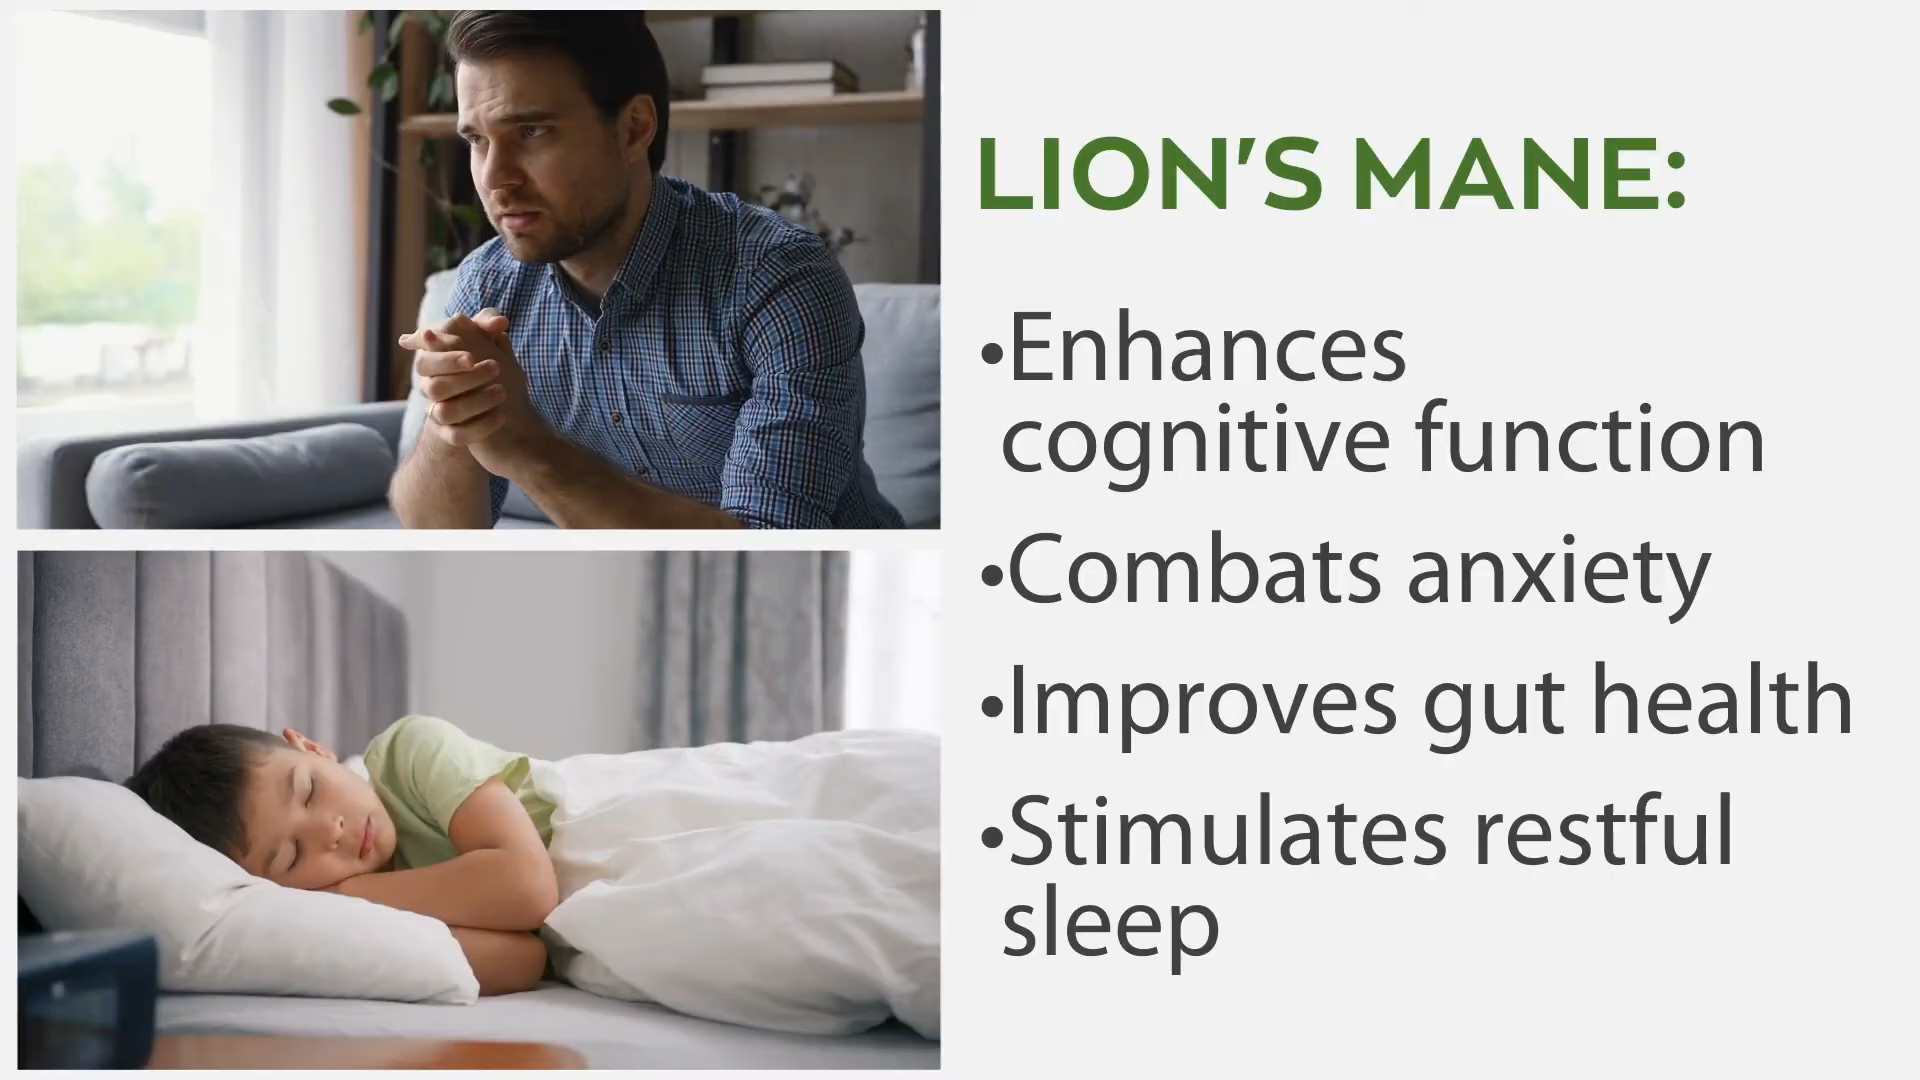 LION'S MANE:
•Enhances
cognitive function
•Combats anxiety
•Improves gut health
•Stimulates restful
sleep